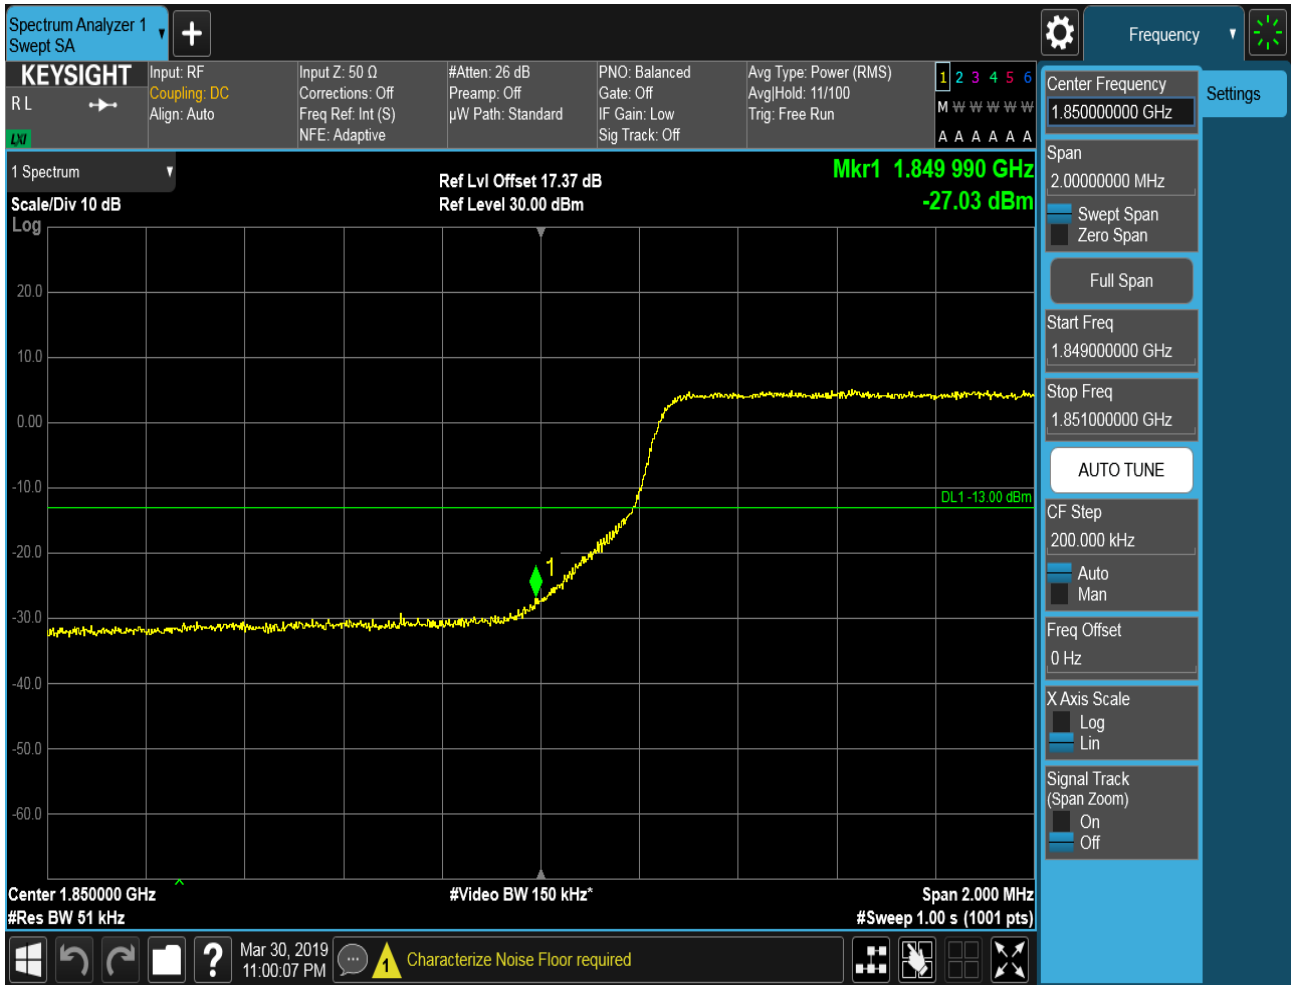 Spectrum Analyzer 1
Swept SA
Frequency
KEYSIGHT
R L
LXI
Input: RF
Coupling: DC
Align: Auto
Input Z: 50 Ω
Corrections: Off
Freq Ref: Int (S)
NFE: Adaptive
#Atten: 26 dB
Preamp: Off
µW Path: Standard
PNO: Balanced
Gate: Off
IF Gain: Low
Sig Track: Off
Avg Type: Power (RMS)
Avg|Hold: 11/100
Trig: Free Run
1 2 3 4 5 6
M W W W W W
A A A A A A
1 Spectrum
Scale/Div 10 dB
Log
Ref Lvl Offset 17.37 dB
Ref Level 30.00 dBm
Mkr1 1.849 990 GHz
-27.03 dBm
20.0
10.0
0.00
-10.0
-20.0
-30.0
-40.0
-50.0
-60.0
DL1 -13.00 dBm
1
Center 1.850000 GHz
#Res BW 51 kHz
#Video BW 150 kHz*
Span 2.000 MHz
#Sweep 1.00 s (1001 pts)
Center Frequency
1.850000000 GHz
Settings
Span
2.00000000 MHz
Swept Span
Zero Span
Full Span
Start Freq
1.849000000 GHz
Stop Freq
1.851000000 GHz
AUTO TUNE
CF Step
200.000 kHz
Auto
Man
Freq Offset
0 Hz
X Axis Scale
Log
Lin
Signal Track
(Span Zoom)
On
Off
?
Mar 30, 2019
11:00:07 PM
1
Characterize Noise Floor required